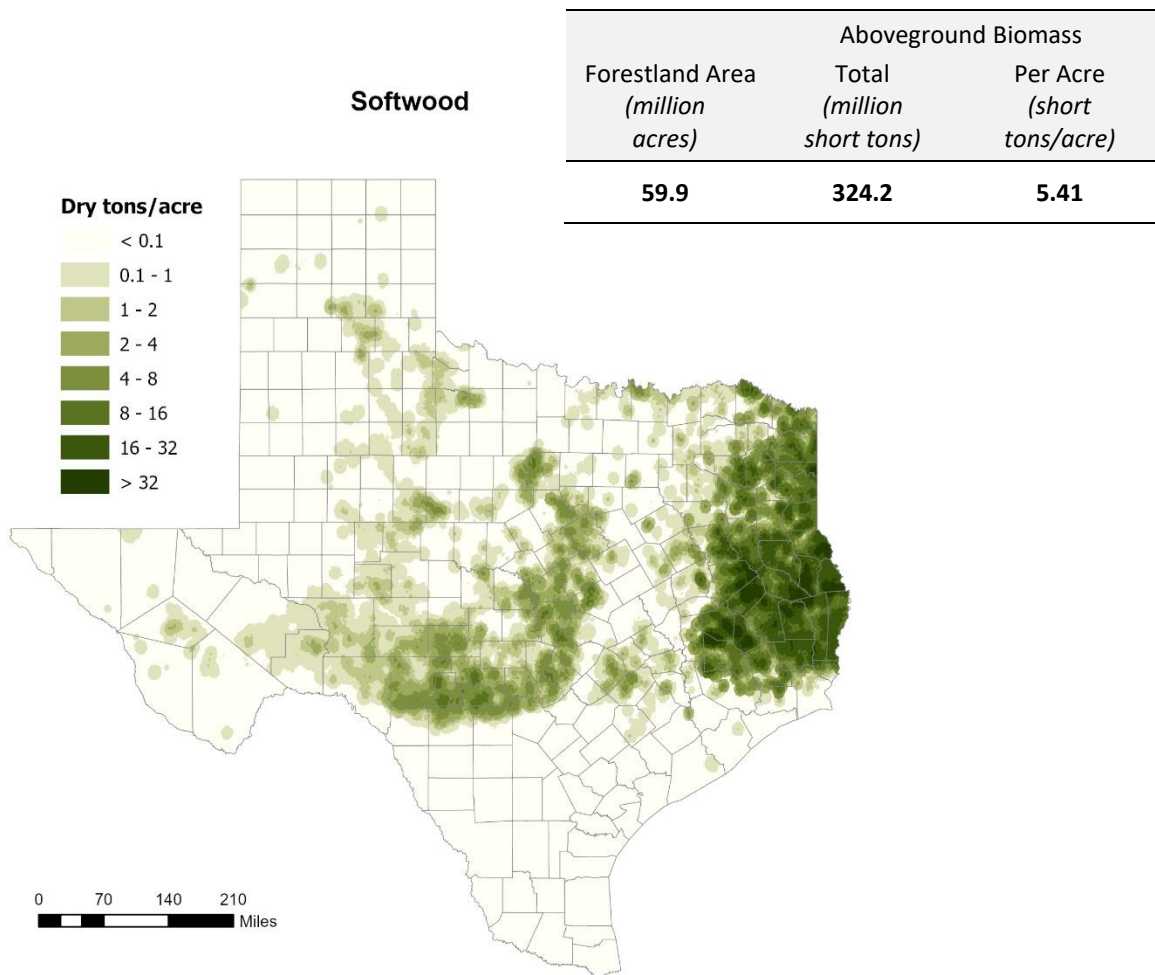 Aboveground Biomass
Forestland Area Total Per Acre
(million (million (short
acres) short tons) tons/acre)
59.9 324.2 5.41
Softwood
Dry tons/acre
< 0.1
0.1 - 1
1 - 2
2 - 4
4 - 8
8 - 16
16 - 32
> 32
0 70 140 210
Miles